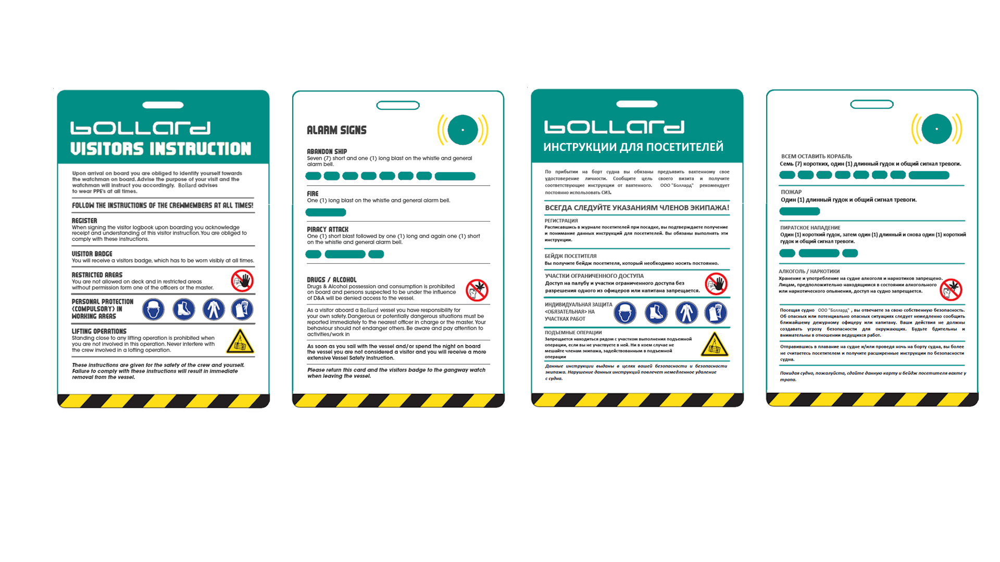 bollard
VISITORS INSTRUCTION
Upon arrival on board you are obliged to identify yourself towards
the watchman on board. Advise the purpose of your visit and the
watchman will instruct you accordingly. Bollard advises
to wear PPE's at all times.
FOLLOW THE INSTRUCTIONS OF THE CREWMEMBERS AT ALL TIMES!
REGISTER
When signing the visitor logbook upon boarding you acknowledge
receipt and understanding of this visitor instruction. You are obliged to
comply with these instructions.
VISITOR BADGE
You will receive a visitors badge, which has to be worn visibly at all times.
RESTRICTED AREAS
You are not allowed on deck and in restricted areas
without permission form one of the officers or the master.
PERSONAL PROTECTION
<COMPULSORY> IN
WORKING AREAS
LIFTING OPERATIONS
Standing close to any lifting operation is prohibited when
you are not involved in this operation. Never interfere with
the crew involved in a lofting operation.
These instructions are given for the safety of the crew and yourself.
Failure to comply with these instructions will result in immediate
removal from the vessel.
ALARM SIGNS
ABANDON SHIP
Seven (7) short and one (1) long blast on the whistle and general
alarm bell.
FIRE
One (1) long blast on the whistle and general alarm bell.
PIRACY ATTACK
One (1) short blast followed by one (1) long and again one (1) short
on the whistle and general alarm bell.
DRUGS / ALCOHOL
Drugs & Alcohol possession and consumption is prohibited
on board and persons suspected to be under the influence
of D&A will be denied access to the vessel.
As a visitor aboard a Bollard vessel you have responsibility for
your own safety. Dangerous or potentially dangerous situations must be
reported immediately to the nearest officer in charge or the master. Your
behaviour should not endanger others. Be aware and pay attention to
activities/work in
As soon as you sail with the vessel and/or spend the night on board
the vessel you are not considered a visitor and you will receive a more
extensive Vessel Safety Instruction.
Please return this card and the visitors badge to the gangway watch
when leaving the vessel.
bollard
ИНСТРУКЦИИ ДЛЯ ПОСЕТИТЕЛЕЙ
По прибытии на борт судна вы обязаны предъявить вахтенному свое
удостоверение личности. Сообщите цель своего визита и получите
соответствующие инструкции от вахтенного. ООО "Боллард" рекомендует
постоянно использовать СИЗ.
ВСЕГДА СЛЕДУЙТЕ УКАЗАНИЯМ ЧЛЕНОВ ЭКИПАЖА!
РЕГИСТРАЦИЯ
Расписавшись в журнале посетителей при посадке, вы подтверждаете получение
и понимание данных инструкций для посетителей. Вы обязаны выполнять эти
инструкции.
БЕЙДЖ ПОСЕТИТЕЛЯ
Вы получите бейдж посетителя, который необходимо носить постоянно.
УЧАСТКИ ОГРАНИЧЕННОГО ДОСТУПА
Доступ на палубу и участки ограниченного доступа без
разрешения одного из офицеров или капитана запрещается.
ИНДИВИДУАЛЬНАЯ ЗАЩИТА
<ОБЯЗАТЕЛЬНАЯ> НА
УЧАСТКАХ РАБОТ
ПОДЪЕМНЫЕ ОПЕРАЦИИ
Запрещается находиться рядом с участком выполнения подъемной
операции, если вы не участвуете в ней. Ни в коем случае не
мешайте членам экипажа, задействованным в подъемной
операции
Данные инструкции выданы в целях вашей безопасности и безопасности
экипажа. Нарушение данных инструкций повлечет немедленное удаление
с судна.
ВСЕМ ОСТАВИТЬ КОРАБЛЬ
Семь (7) коротких, один (1) длинный гудок и общий сигнал тревоги.
ПОЖАР
Один (1) длинный гудок и общий сигнал тревоги.
ПИРАТСКОЕ НАПАДЕНИЕ
Один (1) короткий гудок, затем один (1) длинный и снова один (1) короткий
гудок и общий сигнал тревоги.
АЛКОГОЛЬ / НАРКОТИКИ
Хранение и употребление на судне алкоголя и наркотиков запрещено.
Лицам, предположительно находящимся в состоянии алкогольного
или наркотического опьянения, доступ на судно запрещается.
Посещая судно ООО "Боллард" , вы отвечаете за свою собственную безопасность.
Об опасных или потенциально опасных ситуациях следует немедленно сообщить
ближайшему дежурному офицеру или капитану. Ваши действия не должны
создавать угрозу безопасности для окружающих. Будьте бдительны и
внимательны в отношении ведущихся работ.
Отправившись в плавание на судне и/или проведя ночь на борту судна, вы более
не считаетесь посетителем и получите расширенные инструкции по безопасности
судна.
Покидая судно, пожалуйста, сдайте данную карту и бейдж посетителя вахте у
трапа.